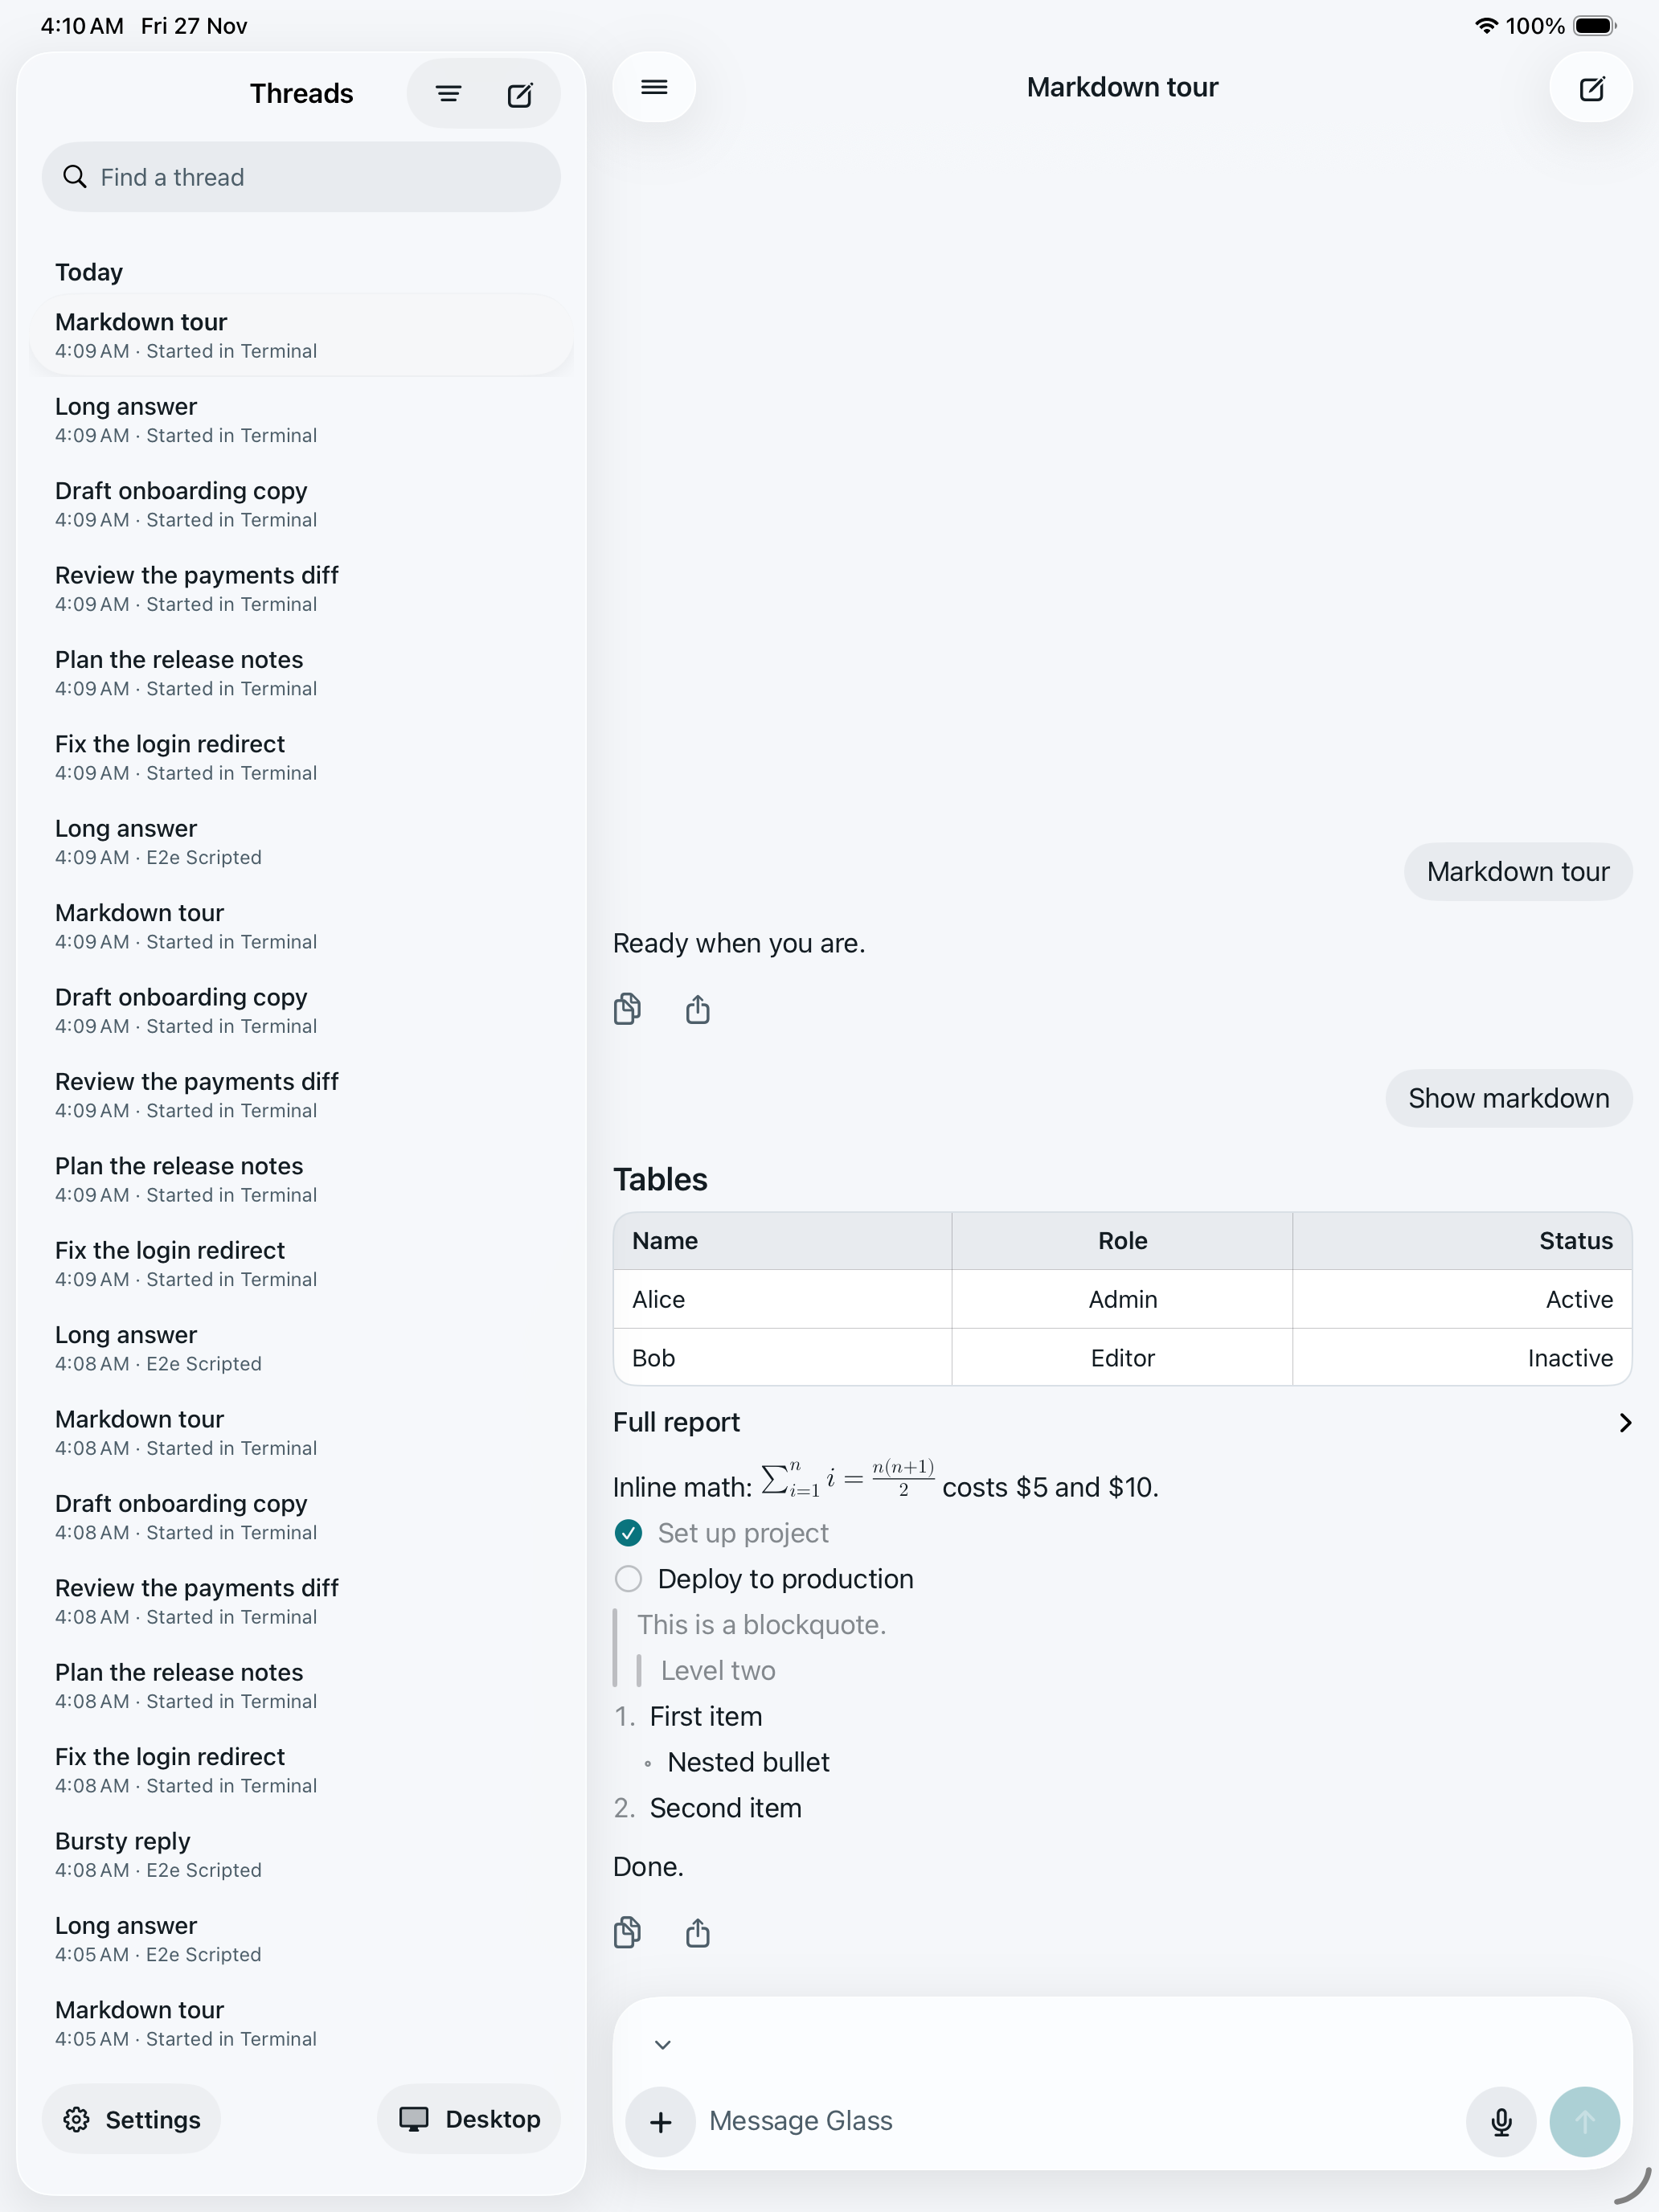 4:10 AM Fri 27 Nov
100%
Threads
Find a thread
Today
Markdown tour
4:09 AM · Started in Terminal
Long answer
4:09 AM · Started in Terminal
Draft onboarding copy
4:09 AM · Started in Terminal
Review the payments diff
4:09 AM · Started in Terminal
Plan the release notes
4:09 AM · Started in Terminal
Fix the login redirect
4:09 AM · Started in Terminal
Long answer
4:09 AM · E2e Scripted
Markdown tour
4:09 AM · Started in Terminal
Draft onboarding copy
4:09 AM · Started in Terminal
Review the payments diff
4:09 AM · Started in Terminal
Plan the release notes
4:09 AM · Started in Terminal
Fix the login redirect
4:09 AM · Started in Terminal
Long answer
4:08 AM · E2e Scripted
Markdown tour
4:08 AM · Started in Terminal
Draft onboarding copy
4:08 AM · Started in Terminal
Review the payments diff
4:08 AM · Started in Terminal
Plan the release notes
4:08 AM · Started in Terminal
Fix the login redirect
4:08 AM · Started in Terminal
Bursty reply
4:08 AM · E2e Scripted
Long answer
4:05 AM · E2e Scripted
Markdown tour
4:05 AM · Started in Terminal
Settings
Desktop
Markdown tour
Markdown tour
Ready when you are.
Show markdown
Tables
Name Role Status
Alice Admin Active
Bob Editor Inactive
Full report
Inline math: ∑ᵢ₌₁ⁿ i = n(n+1)/2 costs $5 and $10.
Set up project
Deploy to production
This is a blockquote.
Level two
1. First item
◦ Nested bullet
2. Second item
Done.
Message Glass